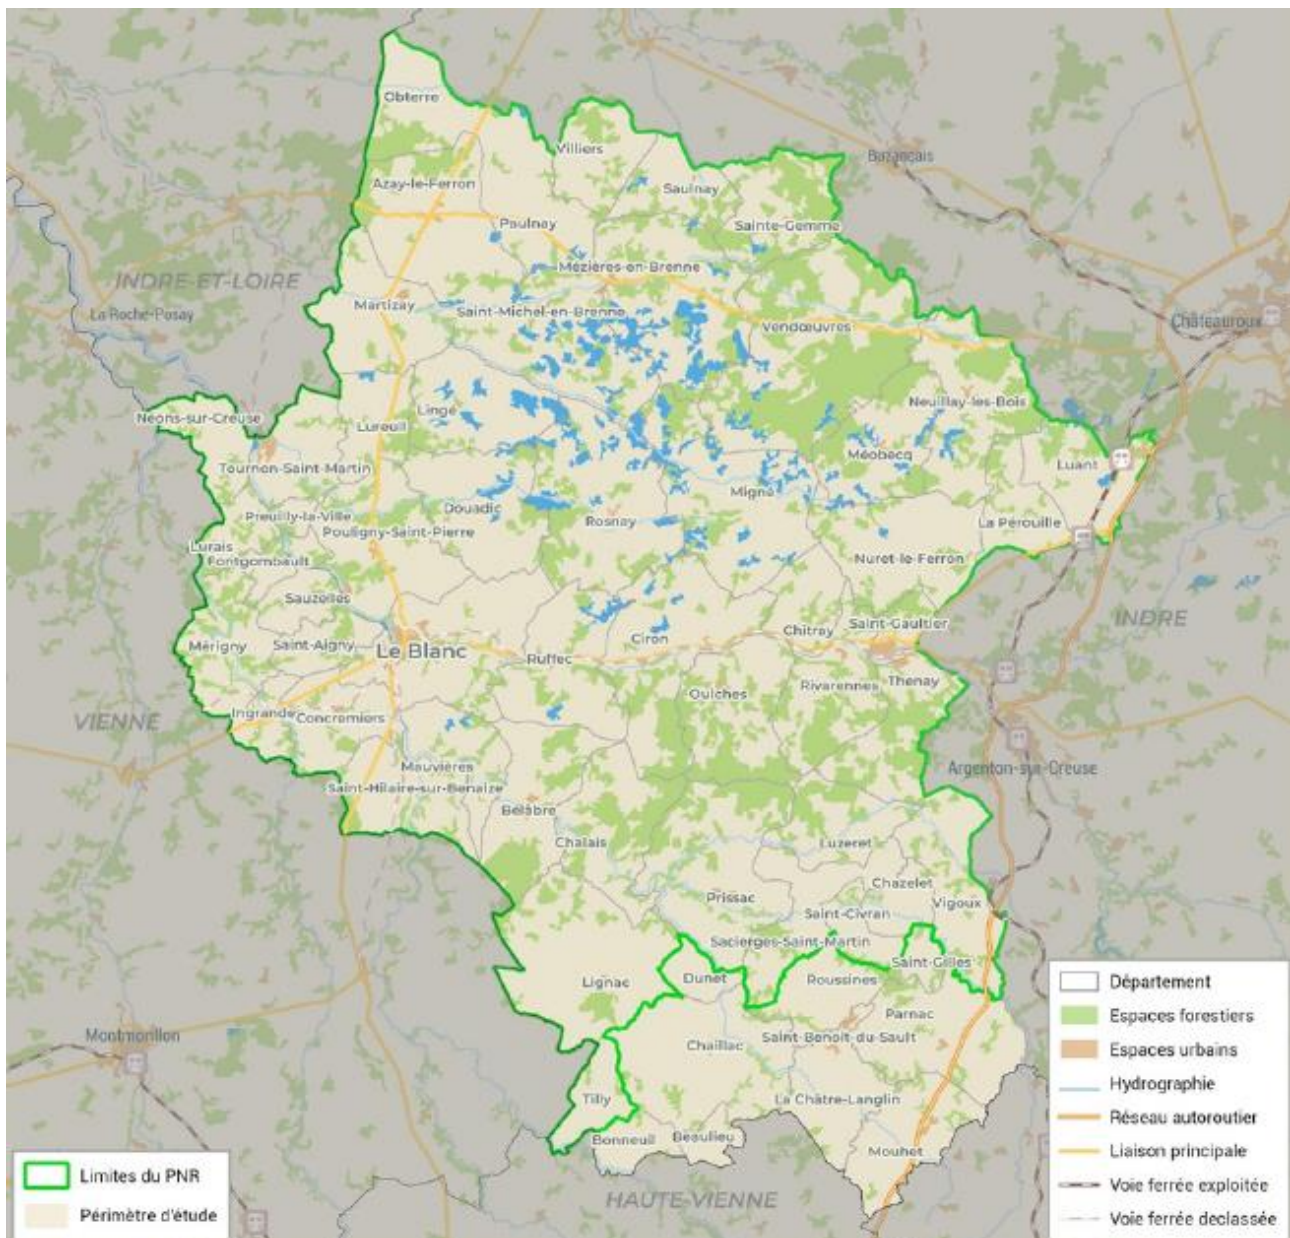 Obterre
Villiers
Buzançais
Azay-le-Ferron
Saulnay
Paulnay
Sainte-Gemme
Mézières-en-Brenne
INDRE-ET-LOIRE
Martizay
Saint-Michel-en-Brenne
La Roche-Posay
Vendœuvres
Châteauroux
Néons-sur-Creuse
Lingé
Neuillay-les-Bois
Lureuil
Tournon-Saint-Martin
Méobecq
Luant
Migné
Preuilly-la-Ville
Douadic
Rosnay
La Pérouille
Pouligny-Saint-Pierre
Lurais
Fontgombault
Nuret-le-Ferron
Sauzelles
INDRE
Saint-Gaultier
Chitray
Mérigny
Saint-Aigny
Le Blanc
Ciron
Ruffec
Oulches
Rivarennes
Thenay
VIENNE
Ingrandes
Concremiers
Mauvières
Argenton-sur-Creuse
Saint-Hilaire-sur-Benaize
Bélâbre
Chalais
Luzeret
Chazelet
Prissac
Vigoux
Saint-Civran
Sacierges-Saint-Martin
Saint-Gilles
Lignac
Dunet
Roussines
Parnac
Montmorillon
Chaillac
Saint-Benoît-du-Sault
Tilly
La Châtre-Langlin
Bonneuil
Beaulieu
Mouhet
HAUTE-VIENNE
Limites du PNR
Périmètre d'étude
Département
Espaces forestiers
Espaces urbains
Hydrographie
Réseau autoroutier
Liaison principale
Voie ferrée exploitée
Voie ferrée declassée